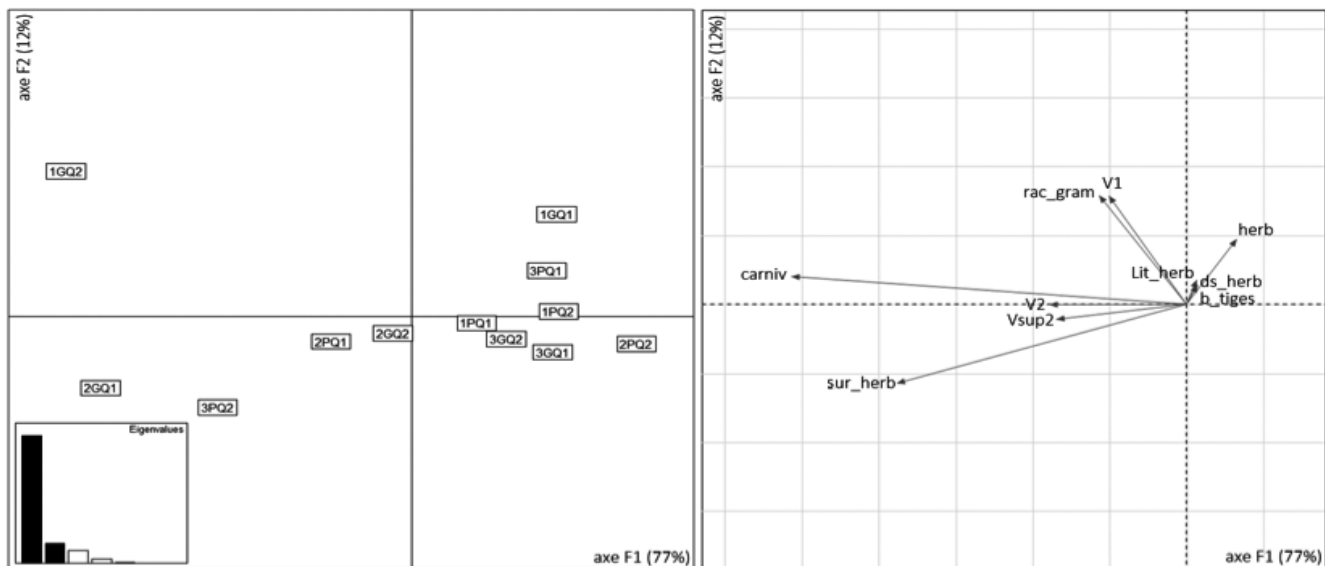 axe F2 (12%)
1GQ2
1GQ1
3PQ1
1PQ2
1PQ1
2GQ2
3GQ2
2PQ1
3GQ1
2PQ2
2GQ1
3PQ2
Eigenvalues
axe F1 (77%)
axe F2 (12%)
V1
rac_gram
herb
carniv
Lit_herb
ds_herb
b_tiges
V2
Vsup2
sur_herb
axe F1 (77%)